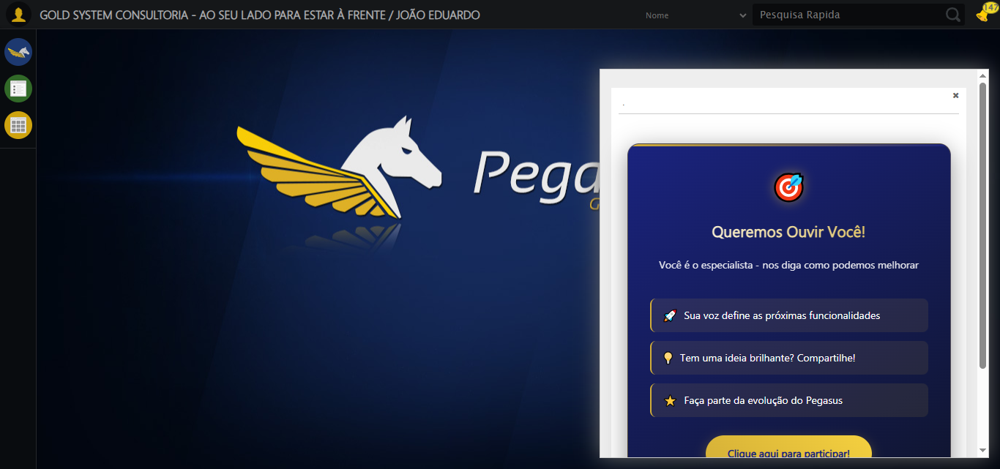 GOLD SYSTEM CONSULTORIA - AO SEU LADO PARA ESTAR À FRENTE / JOÃO EDUARDO
Nome
Pesquisa Rapida
147
.
Pega
G
Queremos Ouvir Você!
Você é o especialista - nos diga como podemos melhorar
Sua voz define as próximas funcionalidades
Tem uma ideia brilhante? Compartilhe!
Faça parte da evolução do Pegasus
Clique aqui para participar!